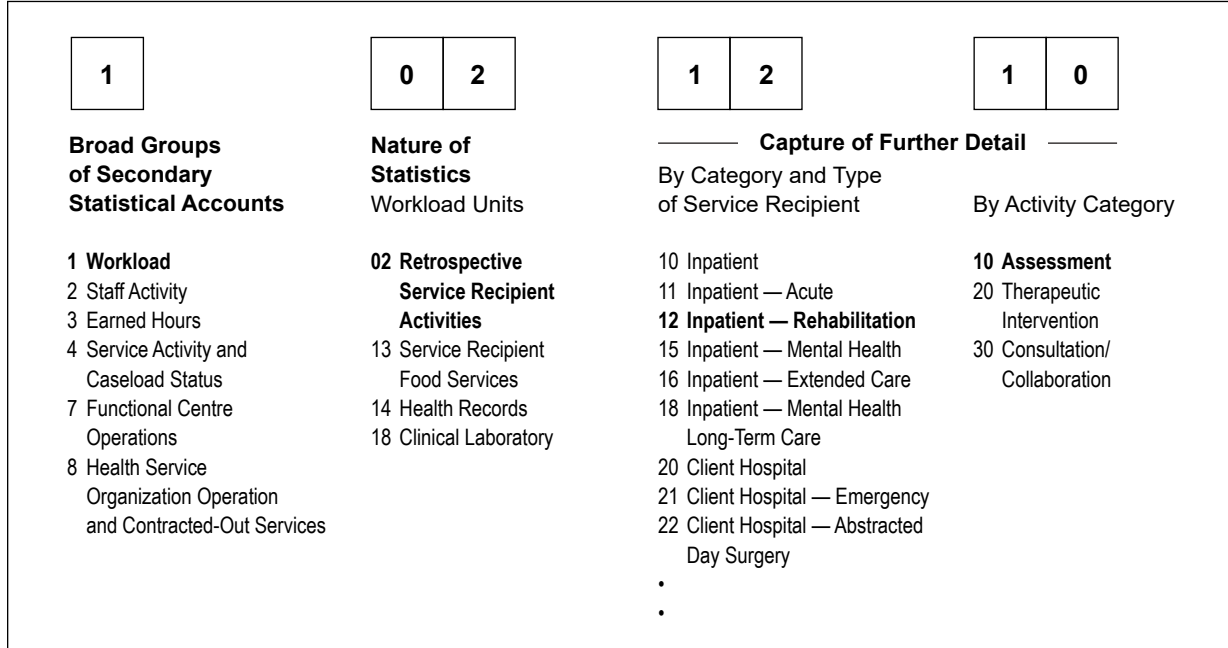 1
0 2
1 2
1 0
Broad Groups
of Secondary
Statistical Accounts
Nature of
Statistics
Workload Units
Capture of Further Detail
By Category and Type
of Service Recipient
By Activity Category
1 Workload
2 Staff Activity
3 Earned Hours
4 Service Activity and
Caseload Status
7 Functional Centre
Operations
8 Health Service
Organization Operation
and Contracted-Out Services
02 Retrospective
Service Recipient
Activities
13 Service Recipient
Food Services
14 Health Records
18 Clinical Laboratory
10 Inpatient
11 Inpatient — Acute
12 Inpatient — Rehabilitation
15 Inpatient — Mental Health
16 Inpatient — Extended Care
18 Inpatient — Mental Health
Long-Term Care
20 Client Hospital
21 Client Hospital — Emergency
22 Client Hospital — Abstracted
Day Surgery
•
•
10 Assessment
20 Therapeutic
Intervention
30 Consultation/
Collaboration